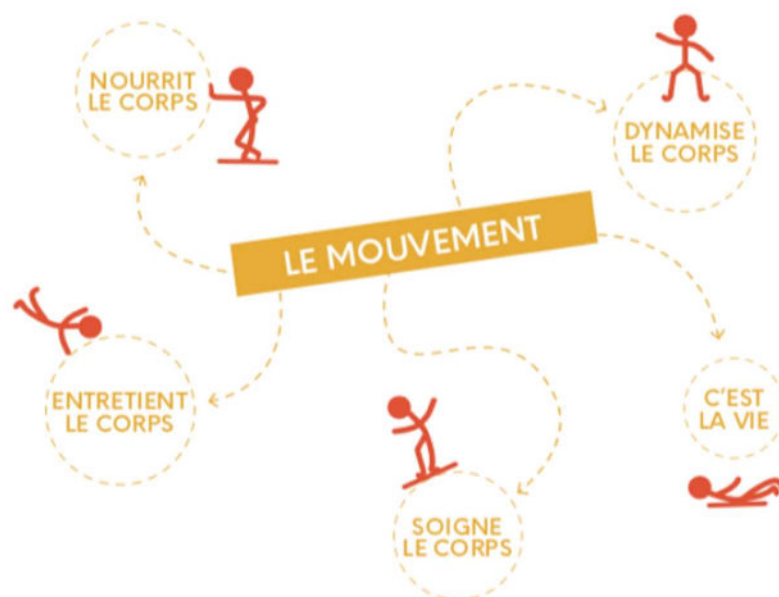 NOURRIT
LE CORPS
DYNAMISE
LE CORPS
LE MOUVEMENT
ENTRETIENT
LE CORPS
C'EST
LA VIE
SOIGNE
LE CORPS